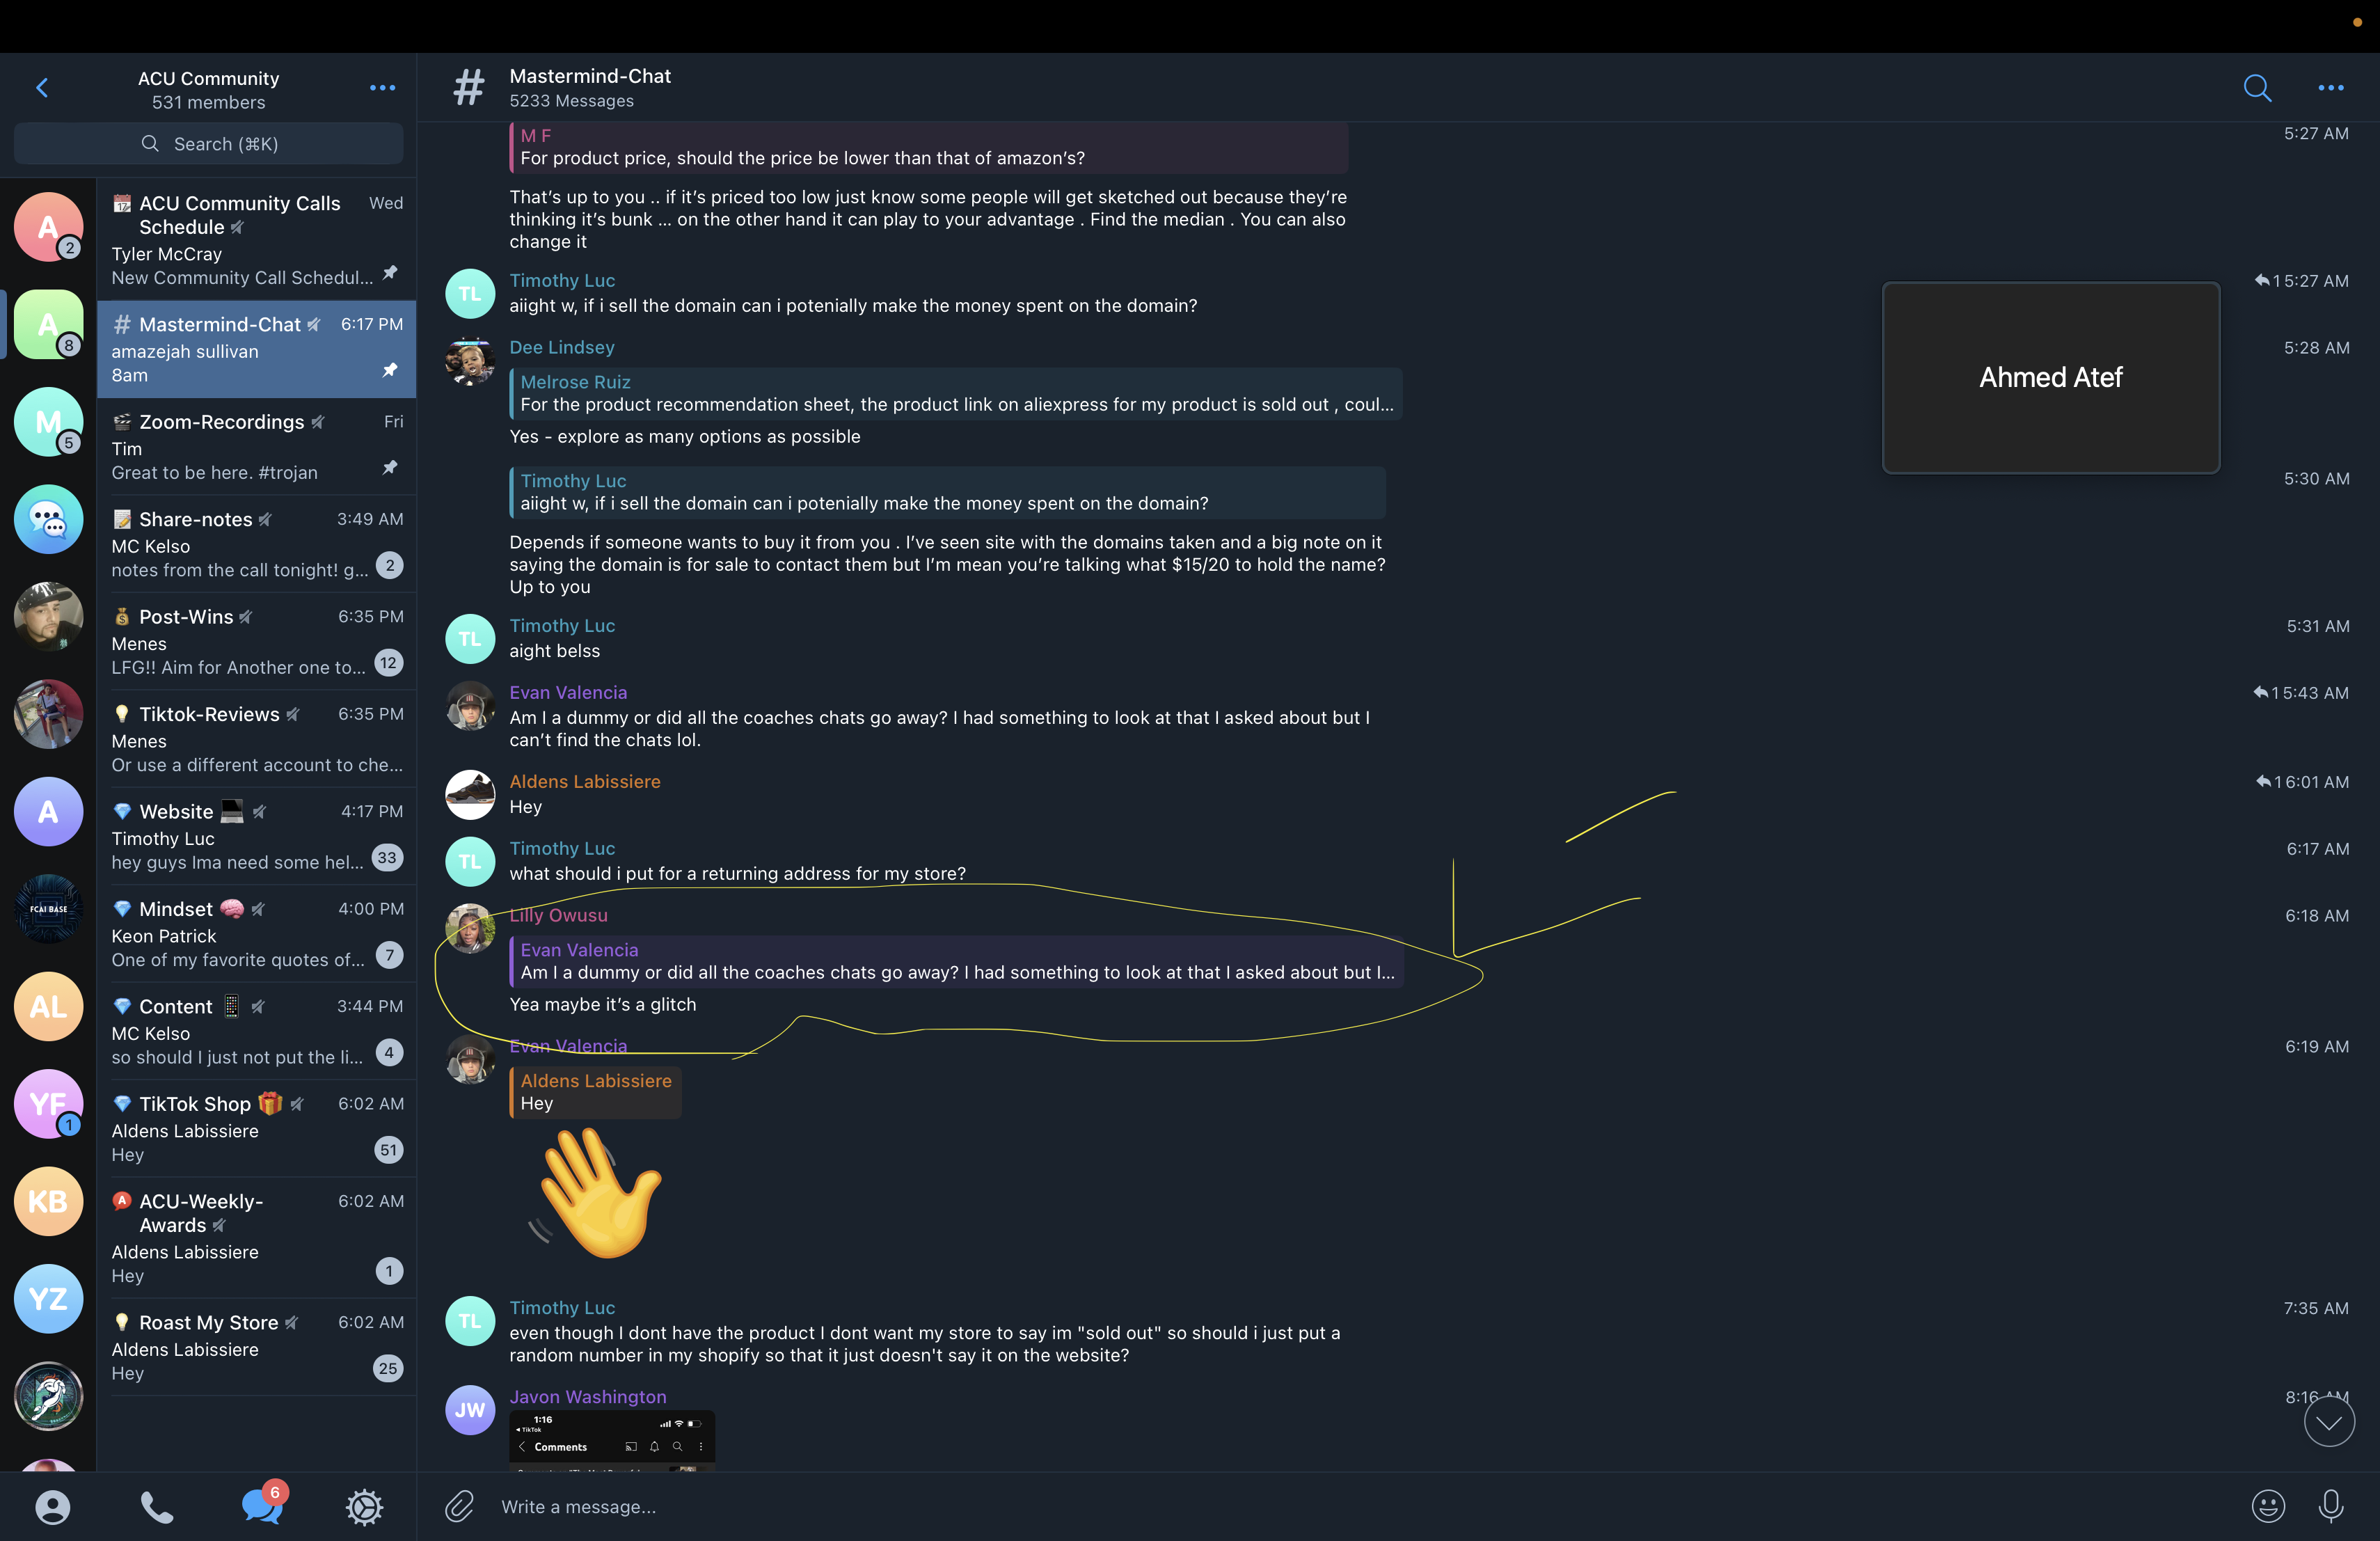 ACU Community
531 members
Search (⌘K)
A
2
A
8
M
5
FCAI BASE
A
AL
YF
1
KB
YZ
ACU Community Calls
Schedule
Wed
Tyler McCray
New Community Call Schedul...
# Mastermind-Chat
6:17 PM
amazejah sullivan
8am
Zoom-Recordings
Fri
Tim
Great to be here. #trojan
Share-notes
3:49 AM
MC Kelso
notes from the call tonight! g...
2
Post-Wins
6:35 PM
Menes
LFG!! Aim for Another one to...
12
Tiktok-Reviews
6:35 PM
Menes
Or use a different account to che...
Website
4:17 PM
Timothy Luc
hey guys Ima need some hel...
33
Mindset
4:00 PM
Keon Patrick
One of my favorite quotes of...
7
Content
3:44 PM
MC Kelso
so should I just not put the li...
4
TikTok Shop
6:02 AM
Aldens Labissiere
Hey
51
ACU-Weekly-
Awards
6:02 AM
Aldens Labissiere
Hey
1
Roast My Store
6:02 AM
Aldens Labissiere
Hey
25
6
# Mastermind-Chat
5233 Messages
M F
For product price, should the price be lower than that of amazon's?
5:27 AM
That's up to you .. if it's priced too low just know some people will get sketched out because they're
thinking it's bunk ... on the other hand it can play to your advantage . Find the median . You can also
change it
TL
Timothy Luc
1 5:27 AM
aiight w, if i sell the domain can i potenially make the money spent on the domain?
Dee Lindsey
5:28 AM
Melrose Ruiz
For the product recommendation sheet, the product link on aliexpress for my product is sold out , coul...
Yes - explore as many options as possible
Timothy Luc
5:30 AM
aiight w, if i sell the domain can i potenially make the money spent on the domain?
Depends if someone wants to buy it from you . I've seen site with the domains taken and a big note on it
saying the domain is for sale to contact them but I'm mean you're talking what $15/20 to hold the name?
Up to you
TL
Timothy Luc
5:31 AM
aight belss
Evan Valencia
1 5:43 AM
Am I a dummy or did all the coaches chats go away? I had something to look at that I asked about but I
can't find the chats lol.
Aldens Labissiere
1 6:01 AM
Hey
TL
Timothy Luc
6:17 AM
what should i put for a returning address for my store?
Lilly Owusu
6:18 AM
Evan Valencia
Am I a dummy or did all the coaches chats go away? I had something to look at that I asked about but I...
Yea maybe it's a glitch
Evan Valencia
6:19 AM
Aldens Labissiere
Hey
TL
Timothy Luc
7:35 AM
even though I dont have the product I dont want my store to say im "sold out" so should i just put a
random number in my shopify so that it just doesn't say it on the website?
JW
Javon Washington
8:16 AM
1:16
TikTok
Comments
Write a message...
Ahmed Atef